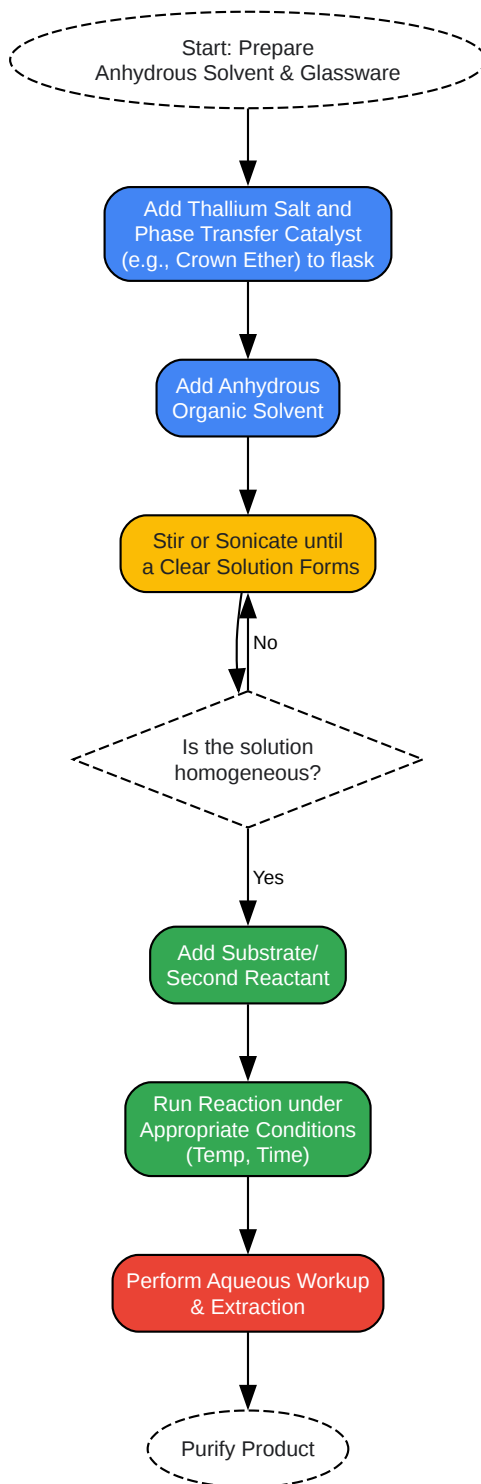 Start: Prepare
Anhydrous Solvent & Glassware
Add Thallium Salt and
Phase Transfer Catalyst
(e.g., Crown Ether) to flask
Add Anhydrous
Organic Solvent
Stir or Sonicate until
a Clear Solution Forms
No
Is the solution
homogeneous?
Yes
Add Substrate/
Second Reactant
Run Reaction under
Appropriate Conditions
(Temp, Time)
Perform Aqueous Workup
& Extraction
Purify Product